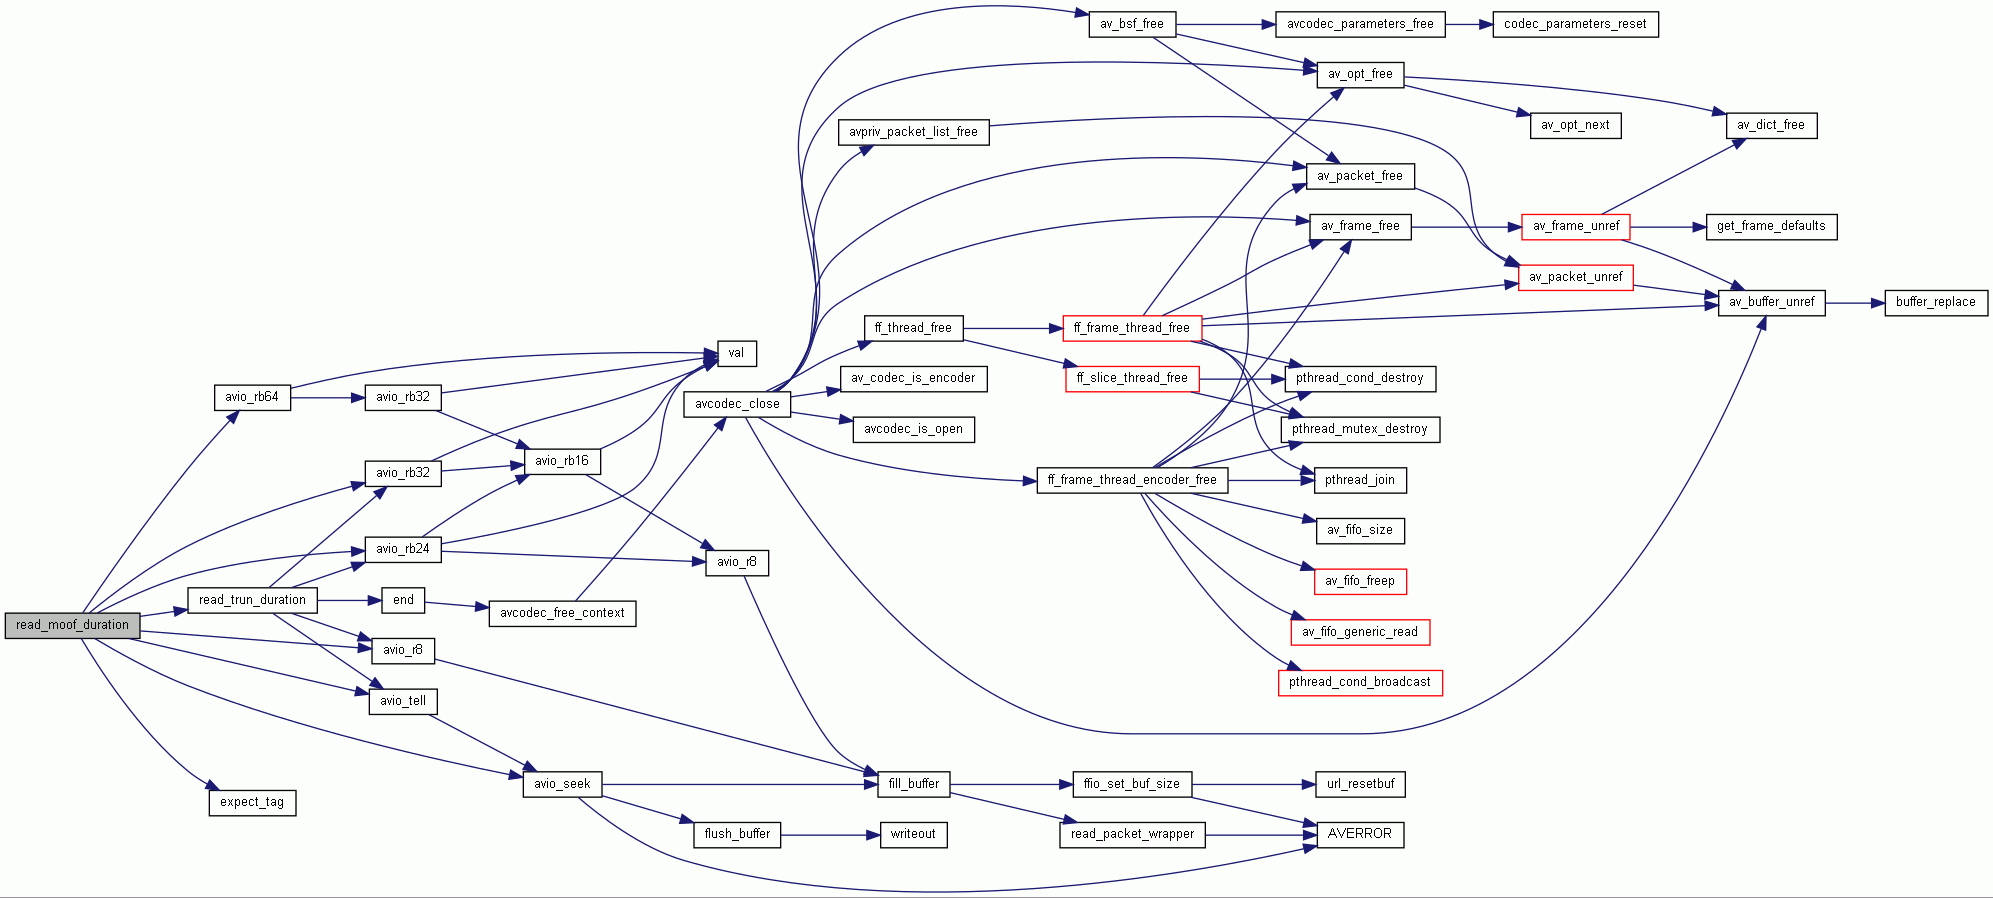 av_bsf_free
avcodec_parameters_free
codec_parameters_reset
av_opt_free
avpriv_packet_list_free
av_opt_next
av_dict_free
av_packet_free
av_frame_free
av_frame_unref
get_frame_defaults
av_packet_unref
av_buffer_unref
buffer_replace
ff_thread_free
ff_frame_thread_free
val
av_codec_is_encoder
ff_slice_thread_free
pthread_cond_destroy
avio_rb64
avio_rb32
avcodec_close
avcodec_is_open
pthread_mutex_destroy
avio_rb32
avio_rb16
ff_frame_thread_encoder_free
pthread_join
av_fifo_size
avio_rb24
avio_r8
av_fifo_freep
read_trun_duration
end
avcodec_free_context
read_moof_duration
av_fifo_generic_read
avio_r8
pthread_cond_broadcast
avio_tell
avio_seek
fill_buffer
ffio_set_buf_size
url_resetbuf
expect_tag
flush_buffer
writeout
read_packet_wrapper
AVERROR